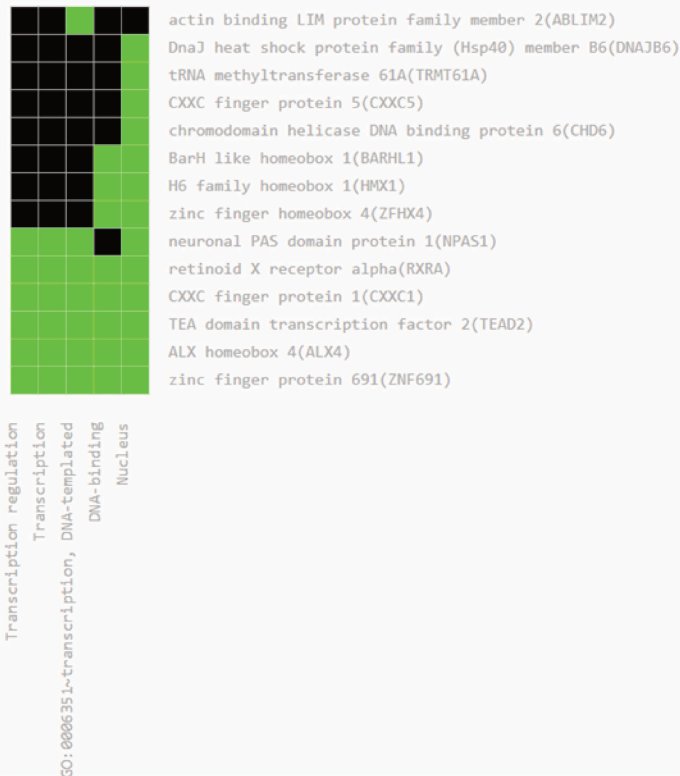 actin binding LIM protein family member 2(ABLIM2)
DnaJ heat shock protein family (Hsp40) member B6(DNAJB6)
tRNA methyltransferase 61A(TRMT61A)
CXXC finger protein 5(CXXC5)
chromodomain helicase DNA binding protein 6(CHD6)
BarH like homeobox 1(BARHL1)
H6 family homeobox 1(HMX1)
zinc finger homeobox 4(ZFHX4)
neuronal PAS domain protein 1(NPAS1)
retinoid X receptor alpha(RXRA)
CXXC finger protein 1(CXXC1)
TEA domain transcription factor 2(TEAD2)
ALX homeobox 4(ALX4)
zinc finger protein 691(ZNF691)
Transcription regulation
Transcription
GO:0006351~transcription, DNA-templated
DNA-binding
Nucleus